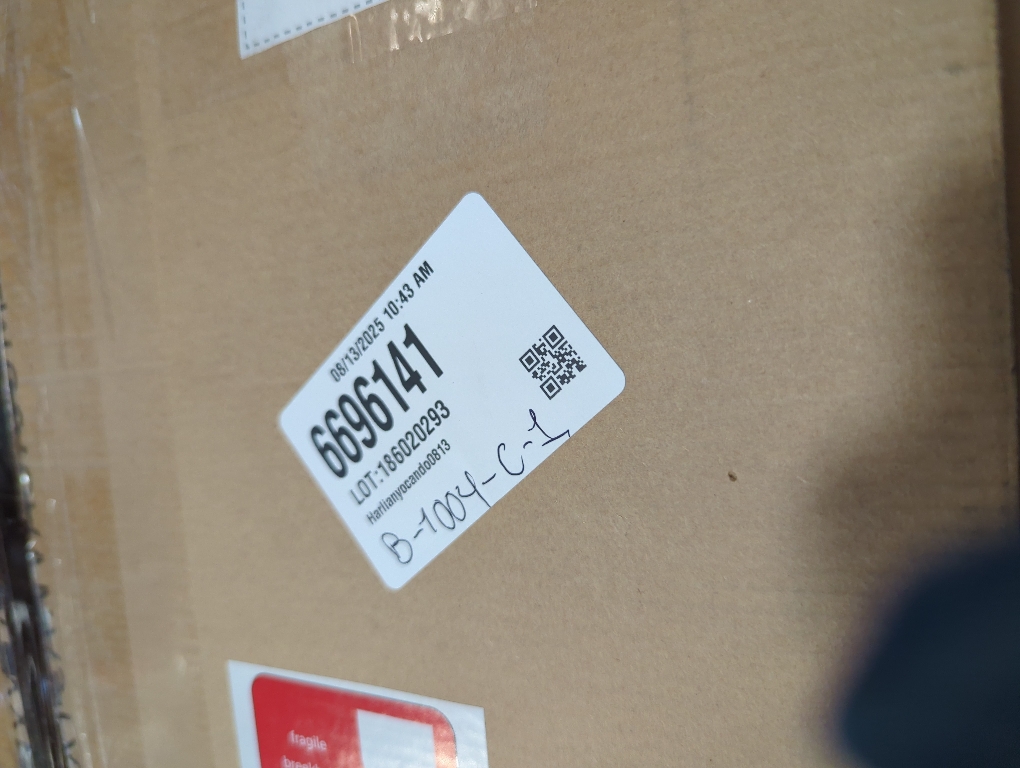 08/13/2025 10:43 AM
6696141
LOT:186020293
Harlianyocando0813
B-1004-C-1
fragile